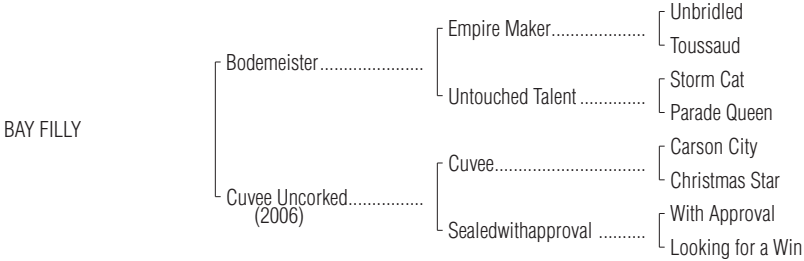 Unbridled
Empire Maker....................
Toussaud
Bodemeister......................
Storm Cat
Untouched Talent ..............
Parade Queen
BAY FILLY
Carson City
Cuvee................................
Christmas Star
Cuvee Uncorked................
(2006)
With Approval
Sealedwithapproval ..........
Looking for a Win